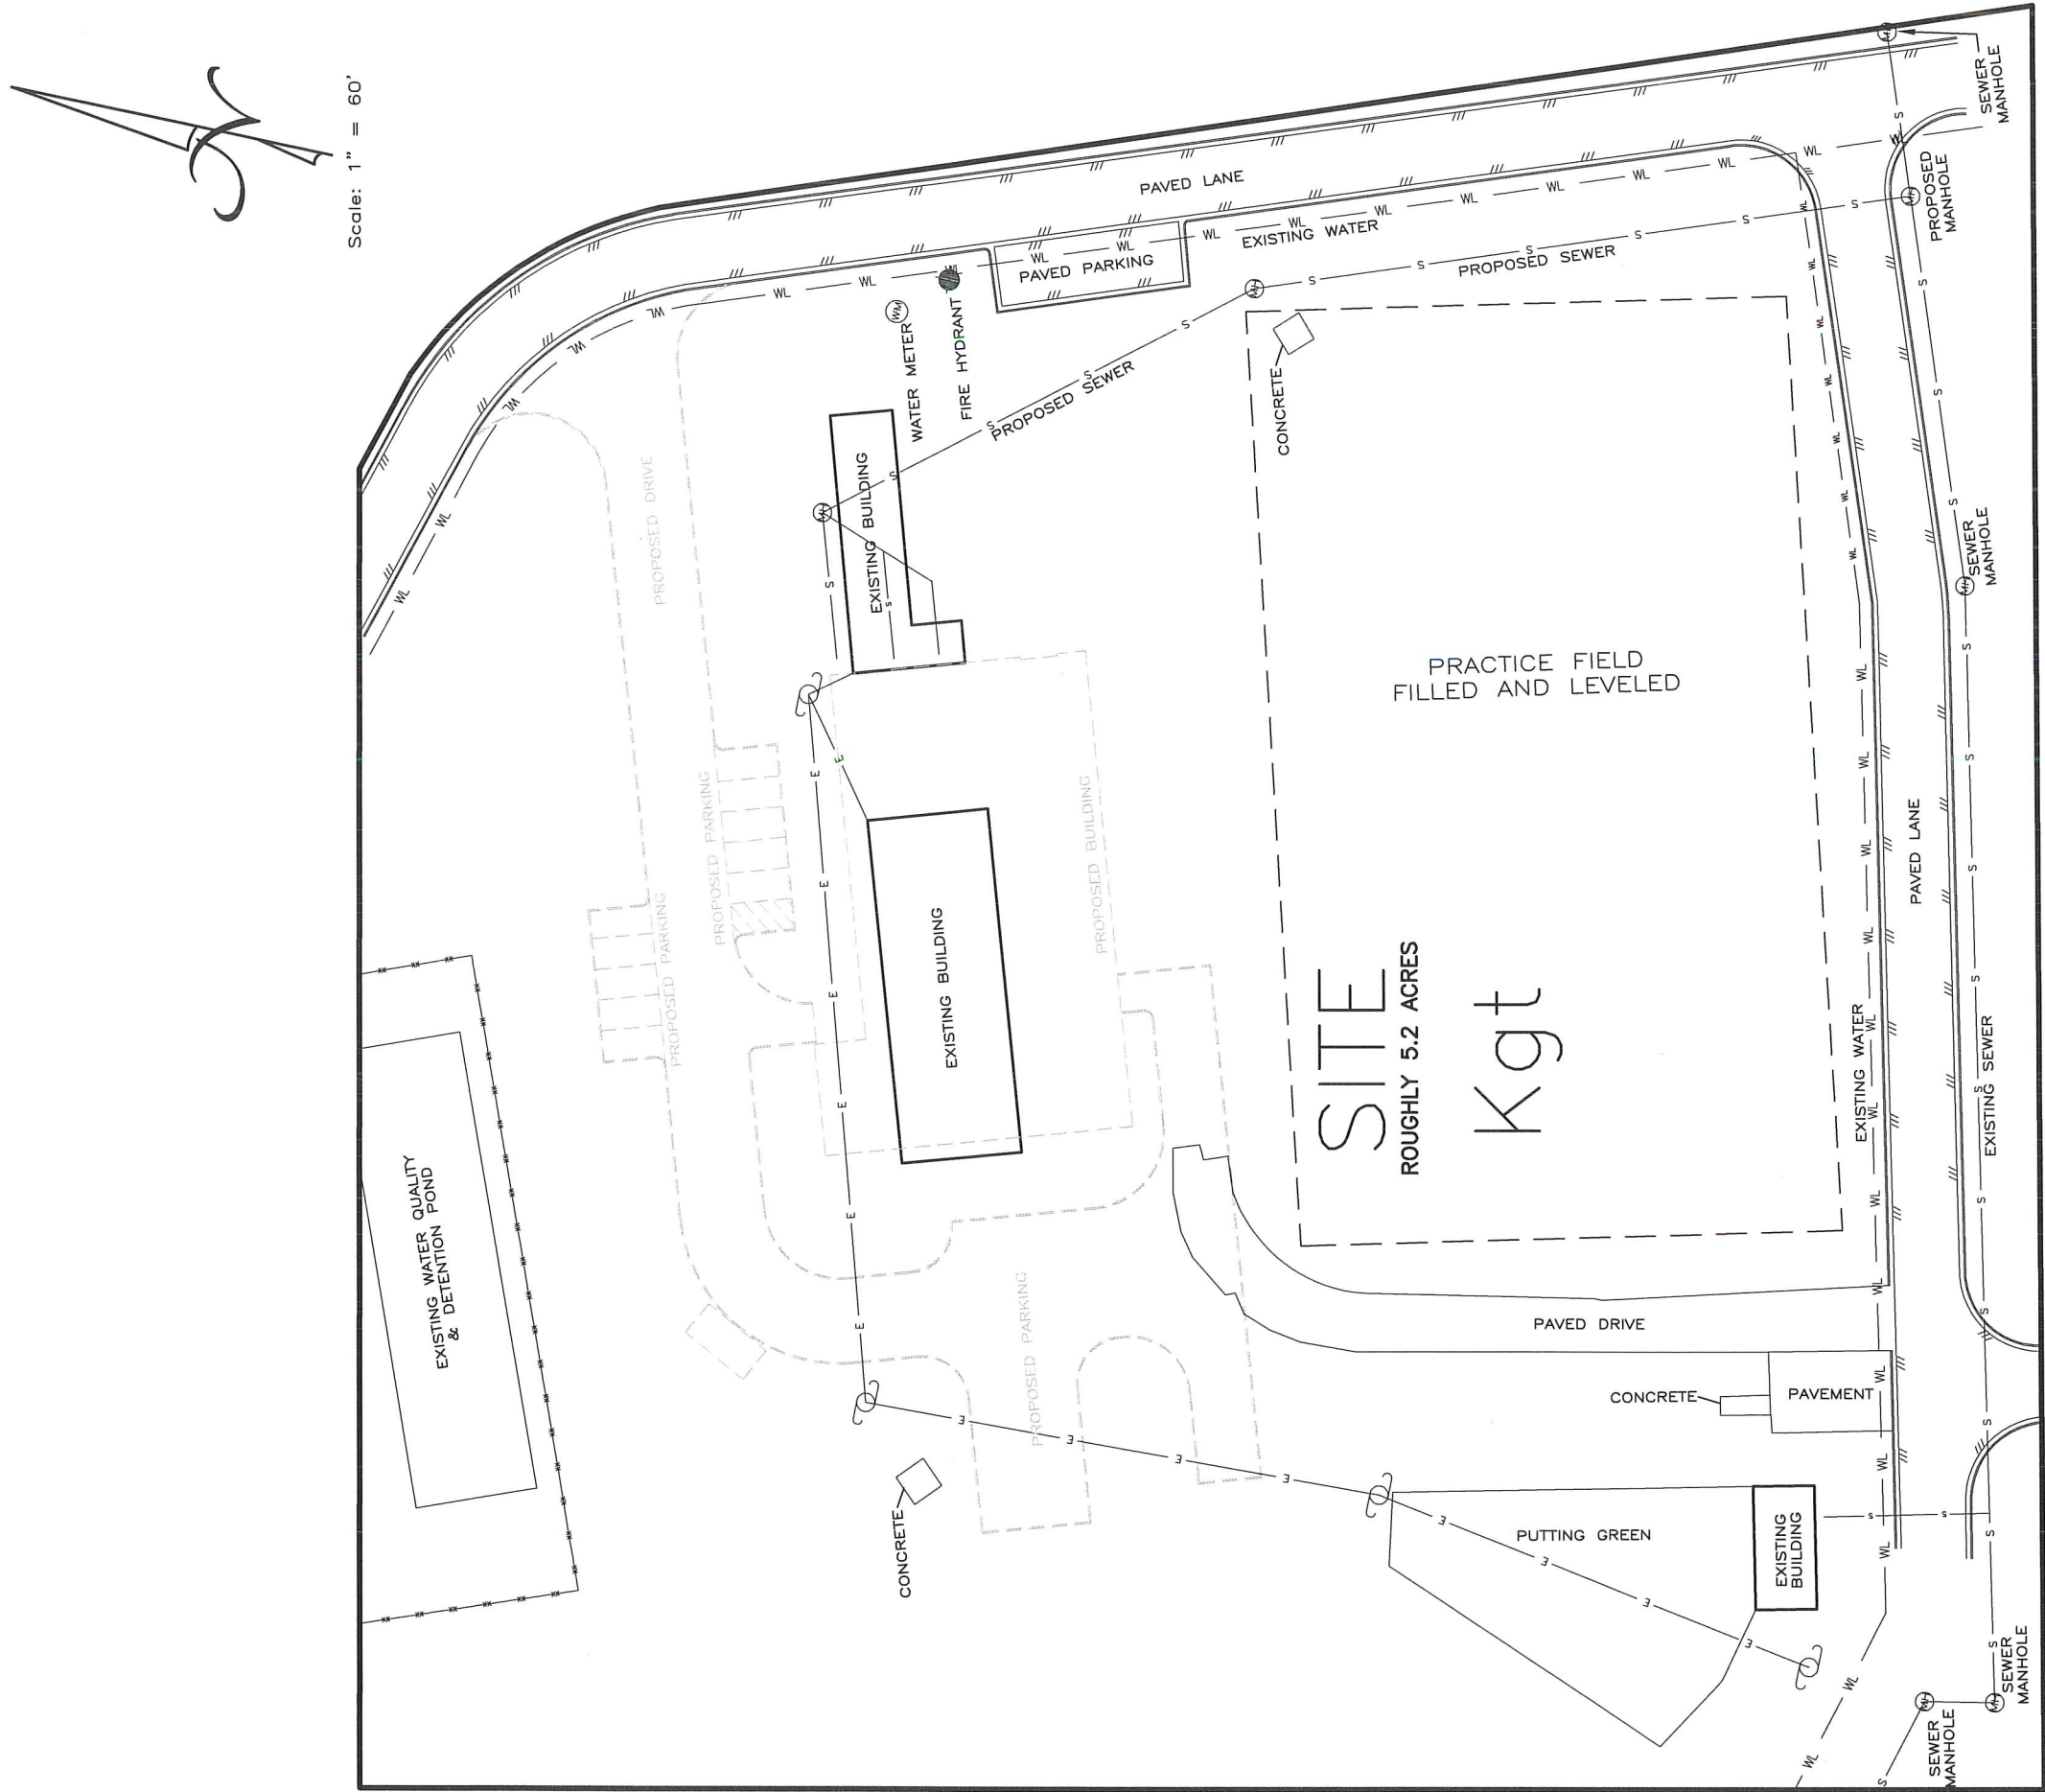 Scale: 1" = 60'
PAVED LANE
SEWER
MANHOLE
PROPOSED
MANHOLE
EXISTING WATER
PROPOSED SEWER
PAVED PARKING
WATER METER
WM
FIRE HYDRANT
PROPOSED SEWER
CONCRETE
PROPOSED DRIVE
EXISTING BUILDING
MH
PRACTICE FIELD
FILLED AND LEVELED
SEWER
MANHOLE
PROPOSED PARKING
PROPOSED PARKING
PROPOSED BUILDING
EXISTING BUILDING
SITE
ROUGHLY 5.2 ACRES
Kgt
EXISTING WATER
PAVED LANE
EXISTING SEWER
EXISTING WATER QUALITY
& DETENTION POND
PROPOSED PARKING
PAVED DRIVE
CONCRETE
PAVEMENT
CONCRETE
PUTTING GREEN
EXISTING
BUILDING
SEWER
MANHOLE
SEWER
MANHOLE